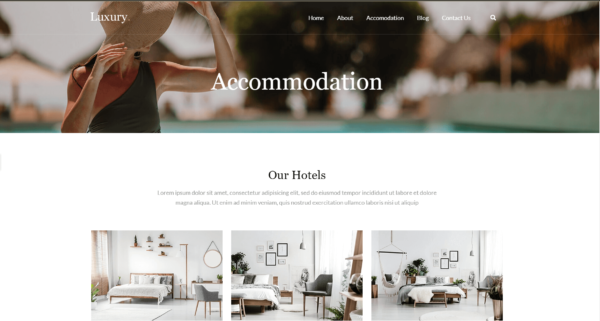 Luxury
Home About Accomodation Blog Contact Us
Accommodation
Our Hotels
Lorem ipsum dolor sit amet, consectetur adipisicing elit, sed do eiusmod tempor incididunt ut labore et dolore
magna aliqua. Ut enim ad minim veniam, quis nostrud exercitation ullamco laboris nisi ut aliquip